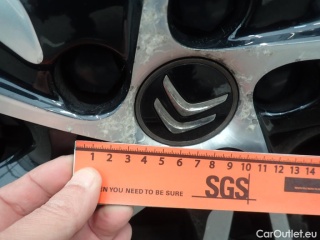 1 2 3 4 5 6 7 8 9 10 11 12 13 14
EN YOU NEED TO BE SURE SGS
CarOutlet.eu